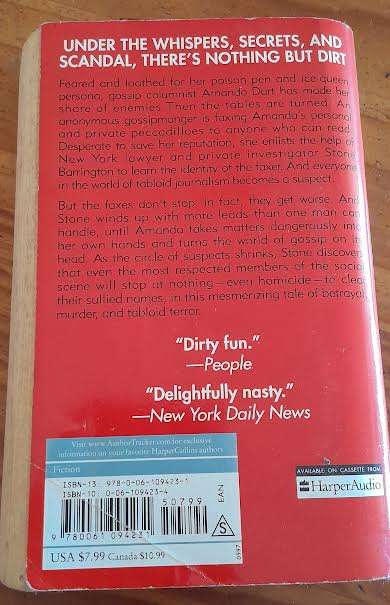 UNDER THE WHISPERS, SECRETS, AND
SCANDAL, THERE'S NOTHING BUT DIRT
Feared and loathed for her poison pen and ice-queen
persona, gossip columnist Amanda Dart has made her
share of enemies. Then the tables are turned. An
anonymous gossipmonger is faxing Amanda's personal
and private peccadilloes to anyone who can read.
Desperate to save her reputation, she enlists the help of
New York lawyer and private investigator Stone
Barrington to learn the identity of the faxer. And everyone
in the world of tabloid journalism becomes a suspect.
But the faxes don't stop. In fact, they get worse. And
Stone winds up with more leads than one man can
handle, until Amanda takes matters dangerously into
her own hands and turns the world of gossip on its
head. As the circle of suspects shrinks, Stone discovers
that even the most respected members of the social
scene will stop at nothing—even homicide—to clear
their sullied names, in this mesmerizing tale of betrayal,
murder, and tabloid terror.
"Dirty fun."
—People
"Delightfully nasty."
—New York Daily News
Visit www.AuthorTracker.com for exclusive
information on your favorite HarperCollins authors.
Fiction
AVAILABLE ON CASSETTE FROM
HarperAudio
ISBN-13: 978-0-06-109423-1
ISBN-10: 0-06-109423-4
50799
EAN
S
9 780061 094231
0997
USA $7.99 Canada $10.99